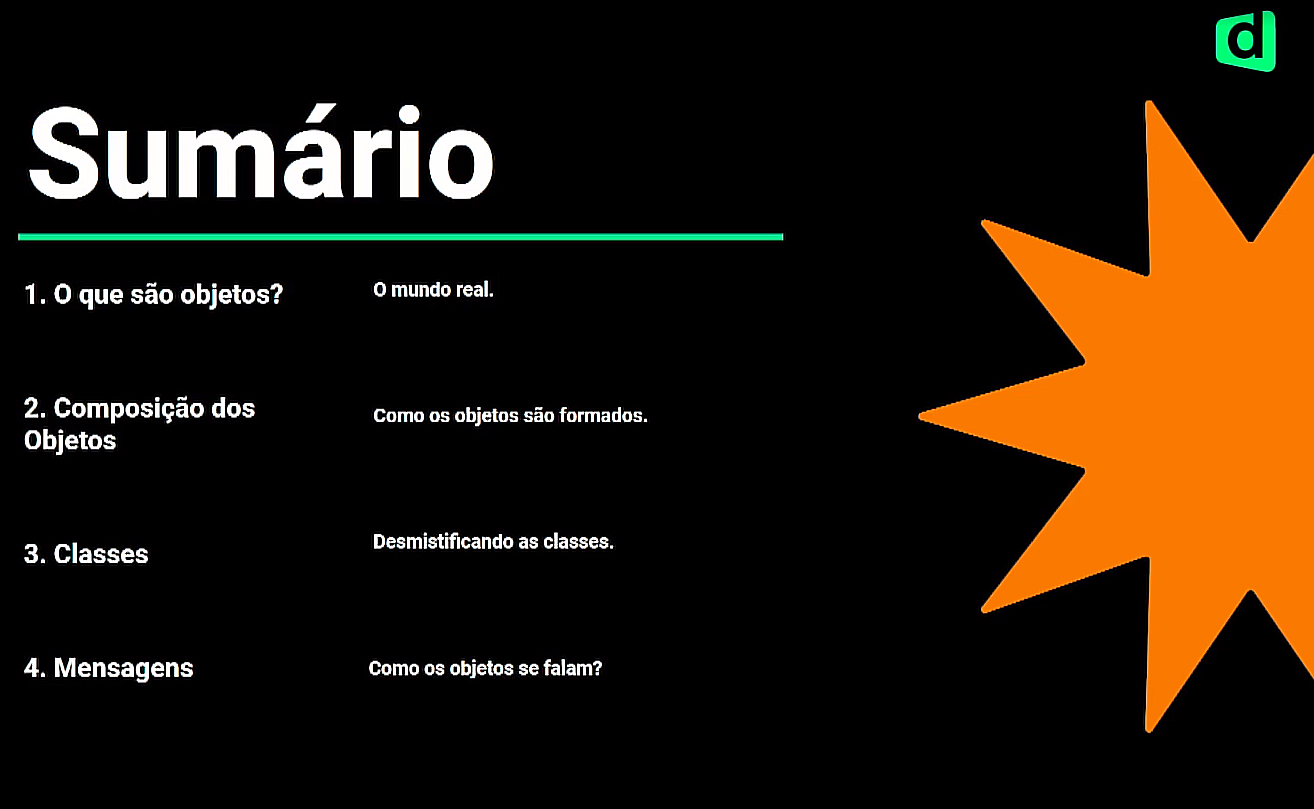 d
Sumário
1. O que são objetos?
O mundo real.
2. Composição dos
Objetos
Como os objetos são formados.
3. Classes
Desmistificando as classes.
4. Mensagens
Como os objetos se falam?